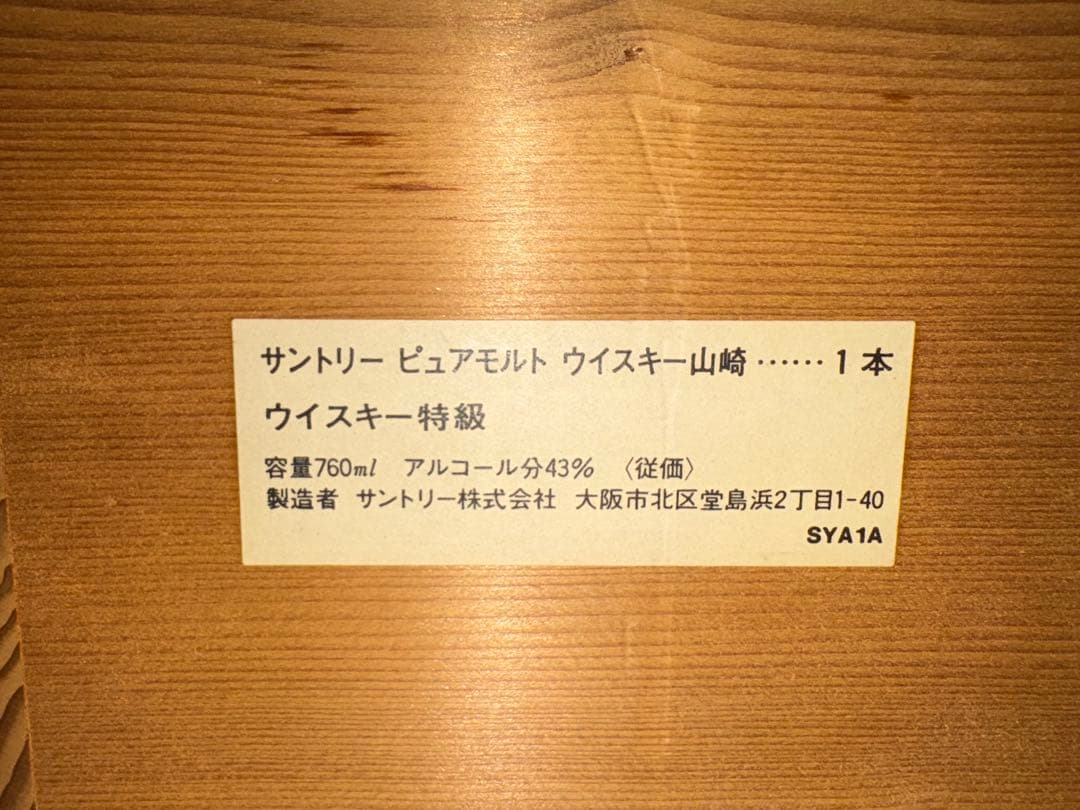 サントリー ピュアモルト ウイスキー山崎……1本
ウイスキー特級
容量760ml アルコール分43% 〈従価〉
製造者 サントリー株式会社 大阪市北区堂島浜2丁目1-40
SYA1A